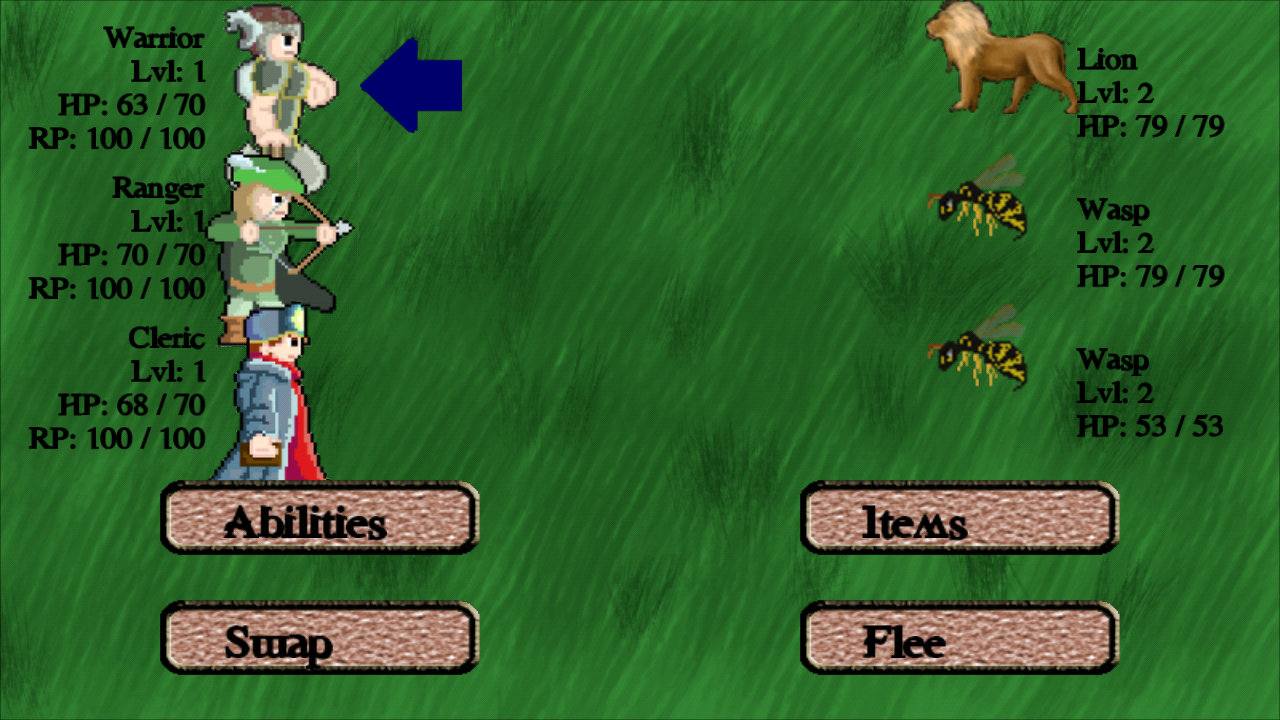 Warrior
Lvl: 1
HP: 63 / 70
RP: 100 / 100
Ranger
Lvl: 1
HP: 70 / 70
RP: 100 / 100
Cleric
Lvl: 1
HP: 68 / 70
RP: 100 / 100
Lion
Lvl: 2
HP: 79 / 79
Wasp
Lvl: 2
HP: 79 / 79
Wasp
Lvl: 2
HP: 53 / 53
Abilities
Items
Swap
Flee